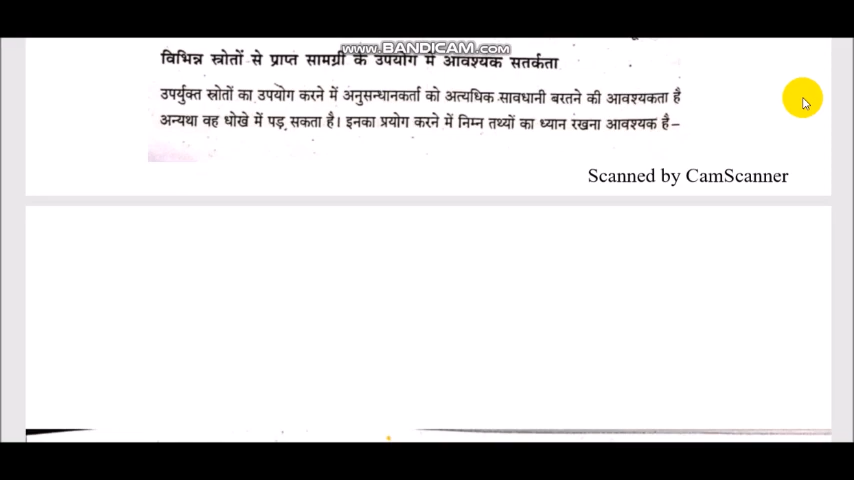 www.BANDICAM.com
विभिन्न स्त्रोतों से प्राप्त सामग्री के उपयोग में आवश्यक सतर्कता
उपर्युक्त स्त्रोतों का उपयोग करने में अनुसन्धानकर्ता को अत्यधिक सावधानी बरतने की आवश्यकता है
अन्यथा वह धोखे में पड़ सकता है। इनका प्रयोग करने में निम्न तथ्यों का ध्यान रखना आवश्यक है–
Scanned by CamScanner